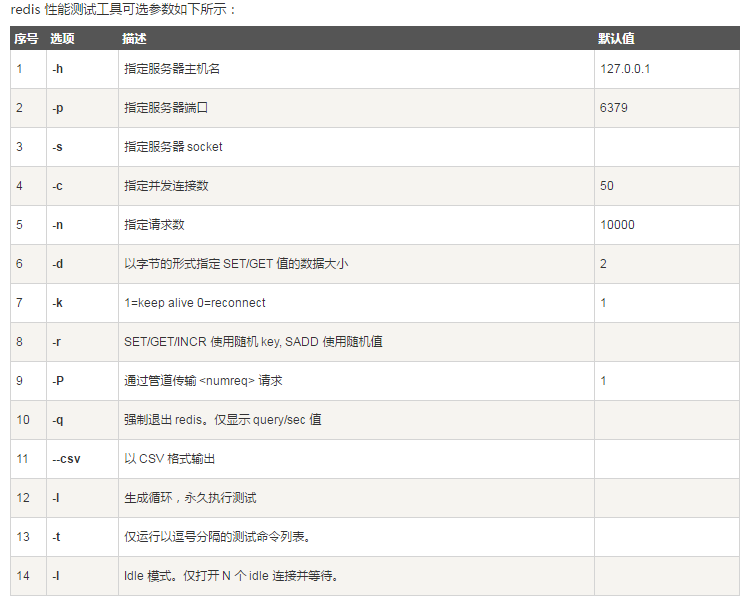 redis 性能测试工具可选参数如下所示：
序号 选项 描述 默认值
1 -h 指定服务器主机名 127.0.0.1
2 -p 指定服务器端口 6379
3 -s 指定服务器 socket
4 -c 指定并发连接数 50
5 -n 指定请求数 10000
6 -d 以字节的形式指定 SET/GET 值的数据大小 2
7 -k 1=keep alive 0=reconnect 1
8 -r SET/GET/INCR 使用随机 key, SADD 使用随机值
9 -P 通过管道传输 <numreq> 请求 1
10 -q 强制退出 redis。仅显示 query/sec 值
11 --csv 以 CSV 格式输出
12 -l 生成循环，永久执行测试
13 -t 仅运行以逗号分隔的测试命令列表。
14 -I Idle 模式。仅打开 N 个 idle 连接并等待。